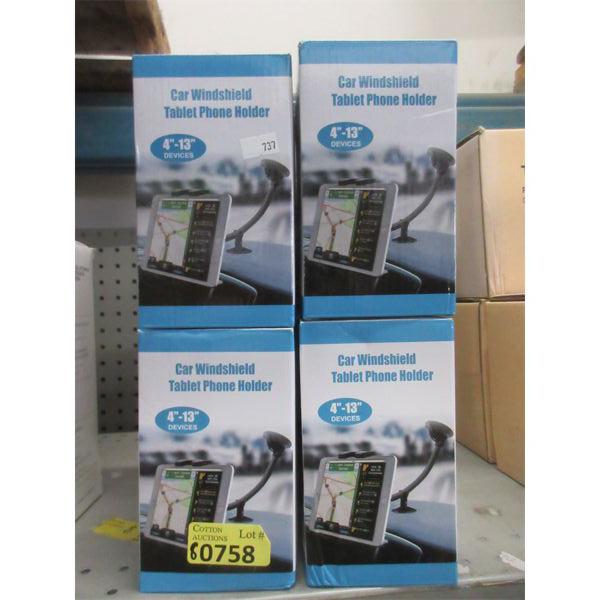 Car Windshield
Tablet Phone Holder
4"-13"
DEVICES
737
Car Windshield
Tablet Phone Holder
4"-13"
DEVICES
Car Windshield
Tablet Phone Holder
4"-13"
DEVICES
COTTON
AUCTIONS
Lot #
60758
Car Windshield
Tablet Phone Holder
4"-13"
DEVICES